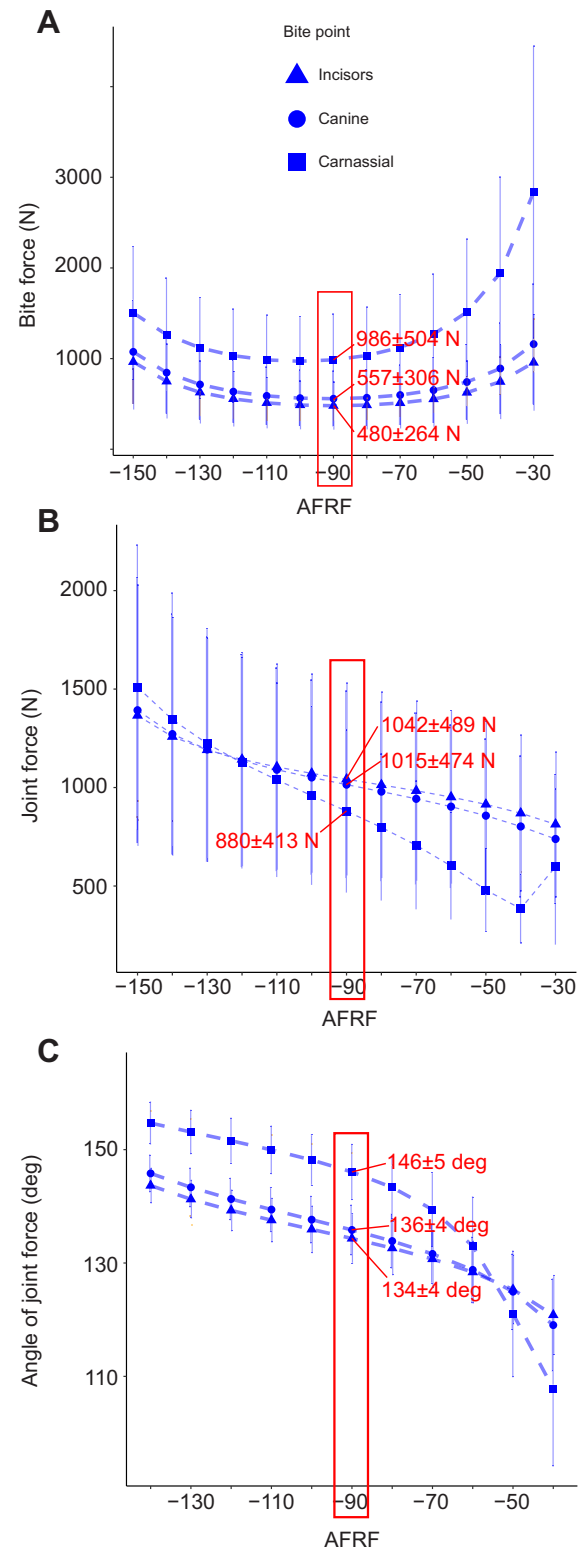 A
Bite point
Incisors
Canine
Carnassial
Bite force (N)
3000
2000
1000
986±504 N
557±306 N
480±264 N
−150
−130
−110
−90
−70
−50
−30
AFRF
B
Joint force (N)
2000
1500
1000
500
1042±489 N
1015±474 N
880±413 N
−150
−130
−110
−90
−70
−50
−30
AFRF
C
Angle of joint force (deg)
150
130
110
146±5 deg
136±4 deg
134±4 deg
−130
−110
−90
−70
−50
AFRF